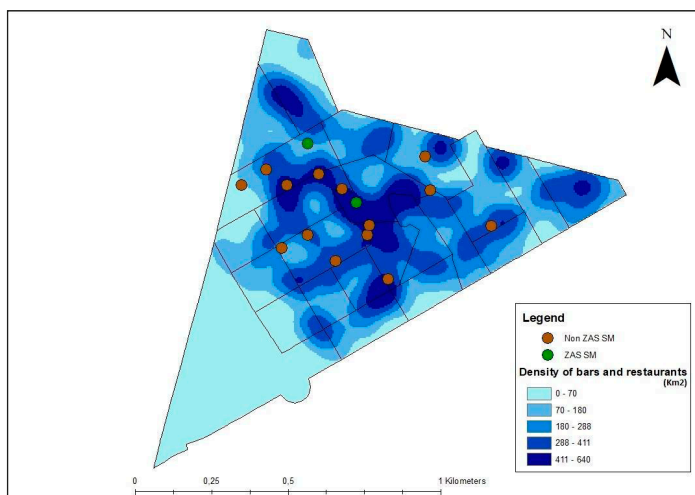 N
Legend
Non ZAS SM
ZAS SM
Density of bars and restaurants
(Km2)
0 - 70
70 - 180
180 - 288
288 - 411
411 - 640
0 0,25 0,5 1 Kilometers